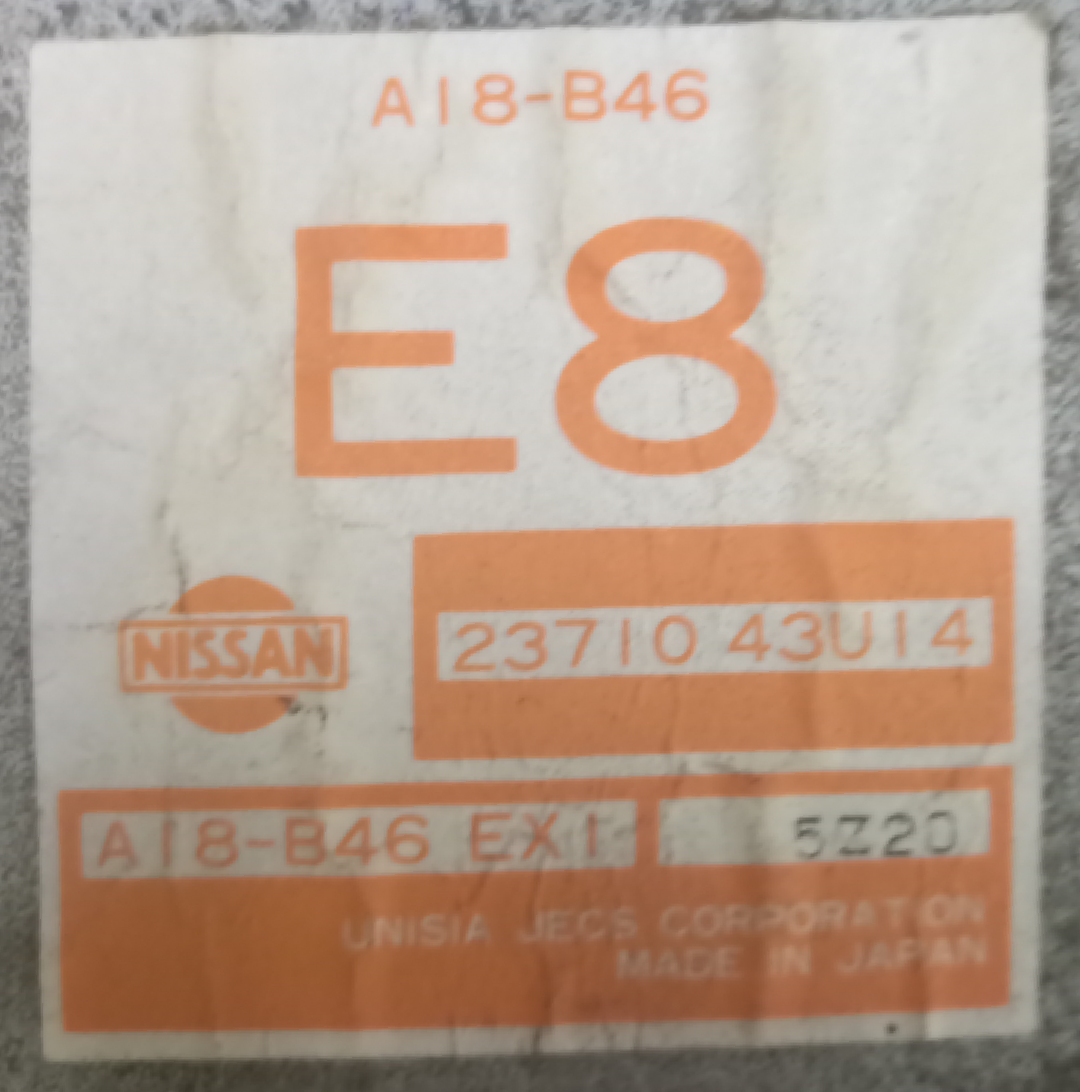 A18-B46
E8
NISSAN
23710 43U14
A18-B46 EX1 5Z20
UNISIA JECS CORPORATION
MADE IN JAPAN